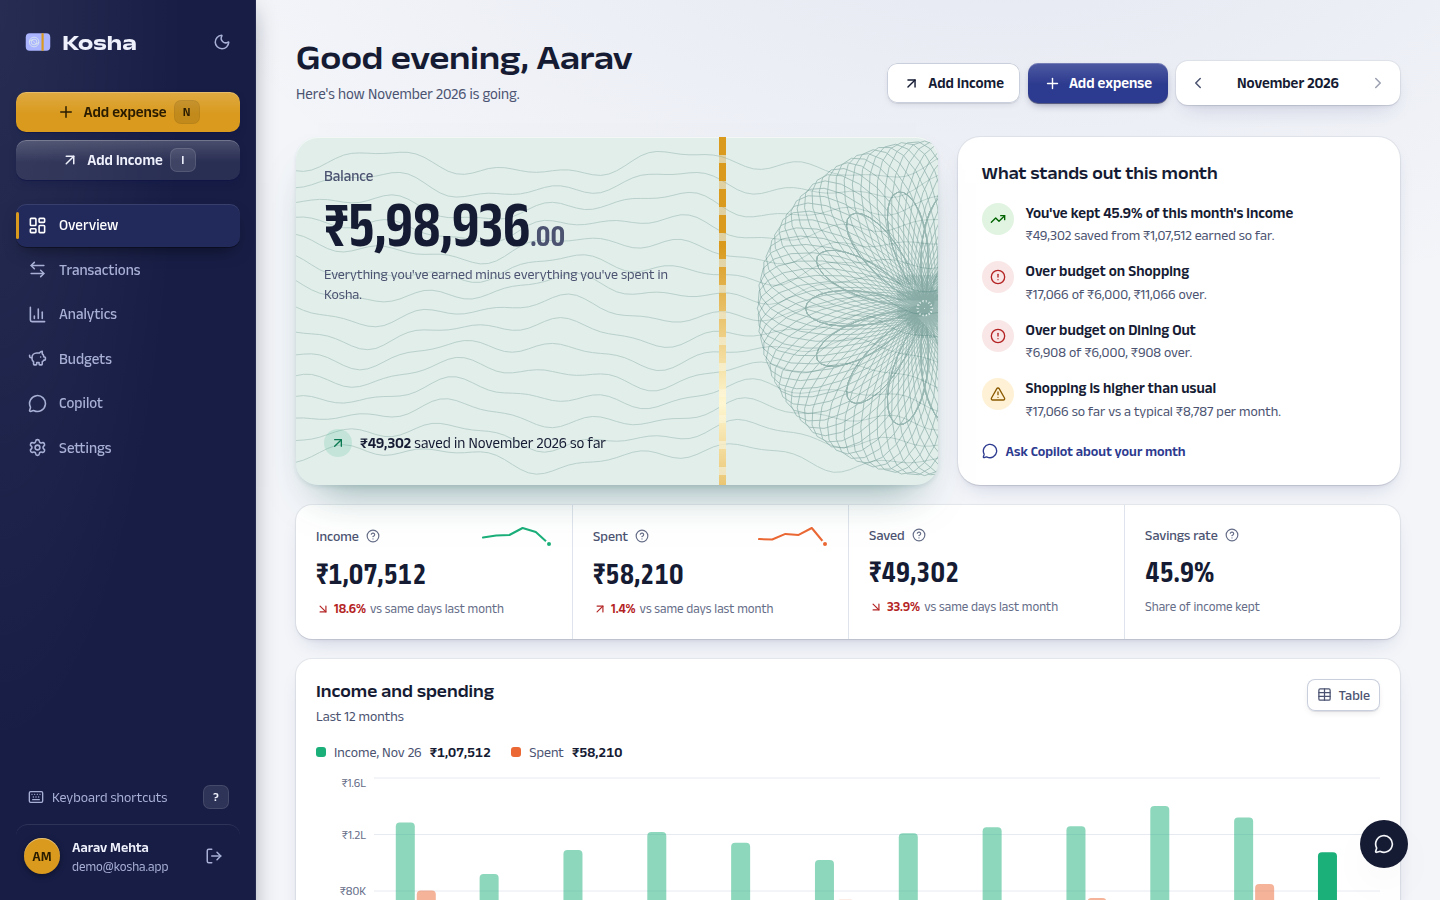 Kosha
Add expense N
Add income I
Overview
Transactions
Analytics
Budgets
Copilot
Settings
Keyboard shortcuts ?
AM
Aarav Mehta
demo@kosha.app
Good evening, Aarav
Here's how November 2026 is going.
Add income
Add expense
November 2026
Balance
₹5,98,936.00
Everything you've earned minus everything you've spent in
Kosha.
₹49,302 saved in November 2026 so far
What stands out this month
You've kept 45.9% of this month's income
₹49,302 saved from ₹1,07,512 earned so far.
Over budget on Shopping
₹17,066 of ₹6,000, ₹11,066 over.
Over budget on Dining Out
₹6,908 of ₹6,000, ₹908 over.
Shopping is higher than usual
₹17,066 so far vs a typical ₹8,787 per month.
Ask Copilot about your month
Income
₹1,07,512
18.6% vs same days last month
Spent
₹58,210
1.4% vs same days last month
Saved
₹49,302
33.9% vs same days last month
Savings rate
45.9%
Share of income kept
Income and spending
Last 12 months
Table
Income, Nov 26 ₹1,07,512 Spent ₹58,210
₹1.6L
₹1.2L
₹80K